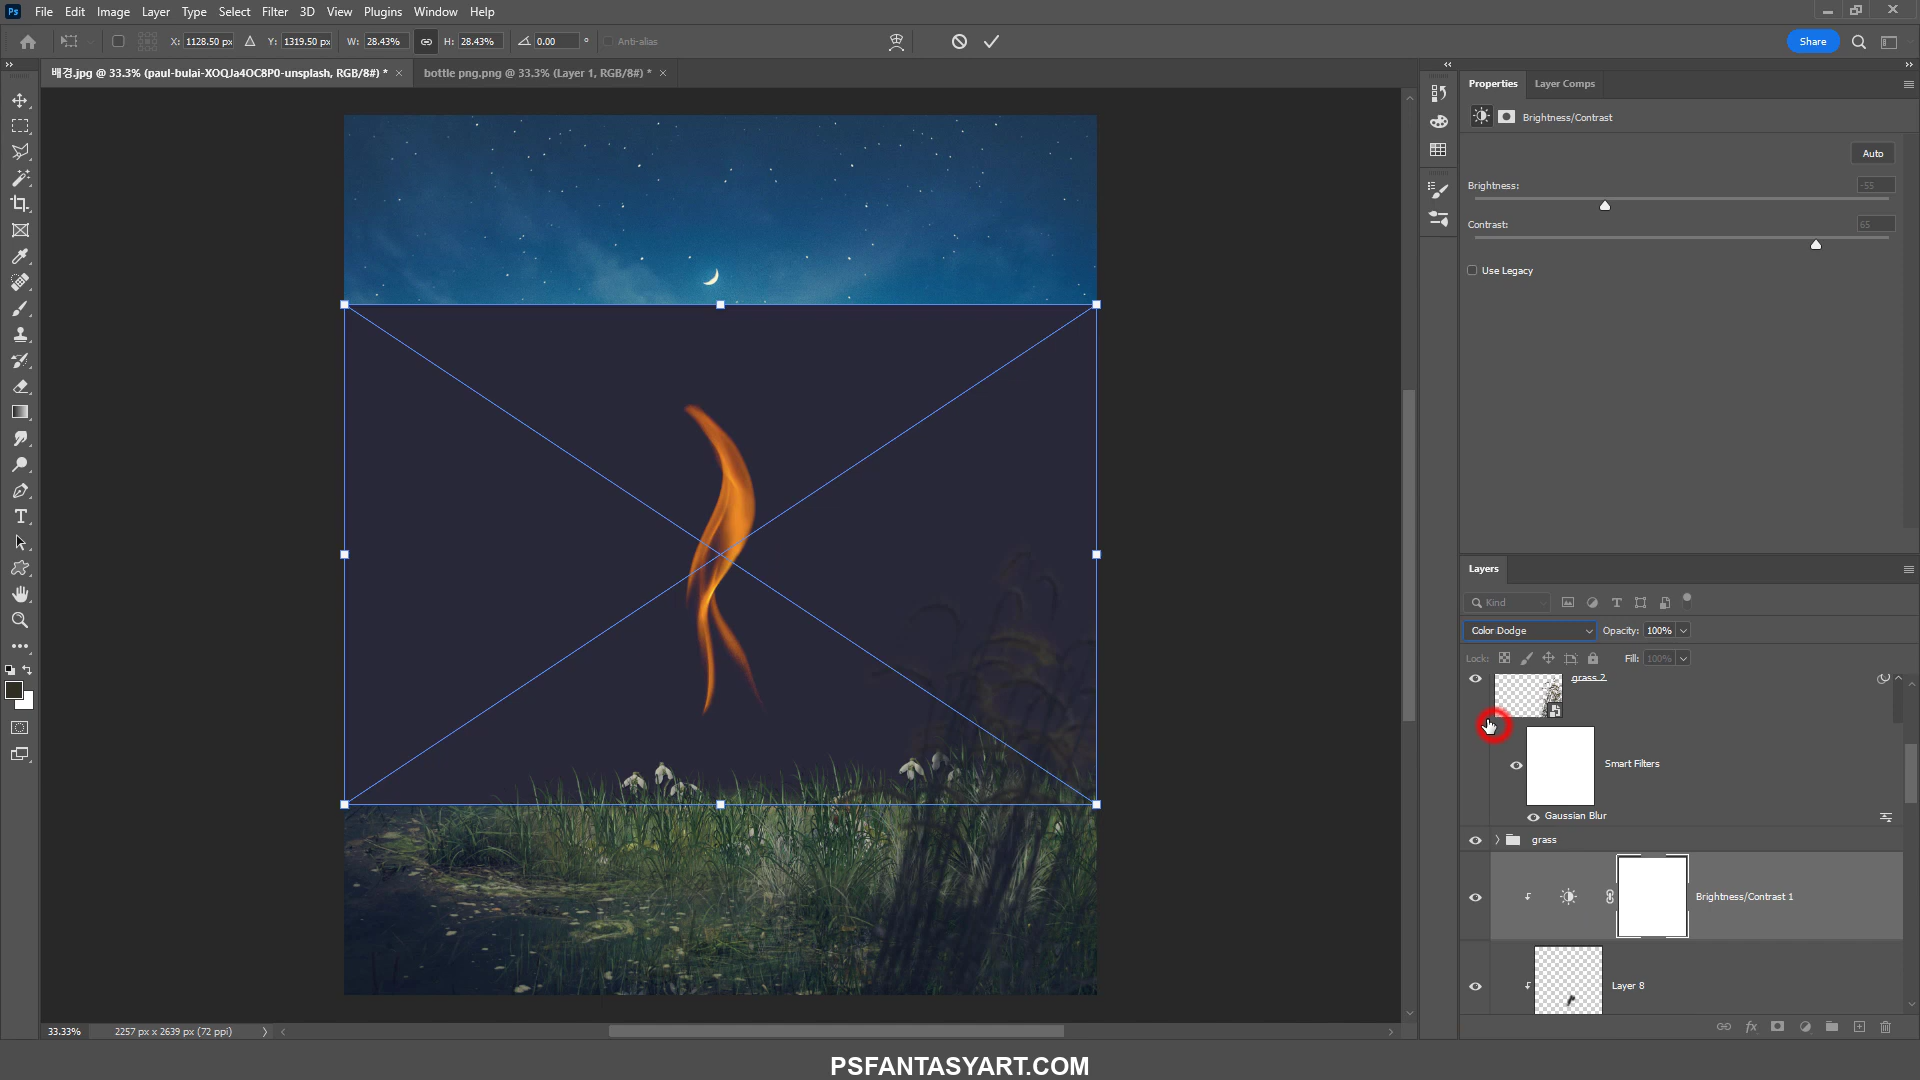 Ps File Edit Image Layer Type Select Filter 3D View Plugins Window Help
X: 1128.50 px Y: 1319.50 px W: 28.43% H: 28.43% 0.00 ° Anti-alias Share
배경.jpg @ 33.3% (paul-bulai-XOQJa4OC8P0-unsplash, RGB/8#) * × bottle png.png @ 33.3% (Layer 1, RGB/8#) * ×
Properties Layer Comps
Brightness/Contrast
Auto
Brightness: -55
Contrast: 65
Use Legacy
Layers
Kind
Color Dodge Opacity: 100%
Lock: Fill: 100%
grass 2
Smart Filters
Gaussian Blur
grass
Brightness/Contrast 1
Layer 8
fx
33.33% 2257 px x 2639 px (72 ppi)
PSFANTASYART.COM